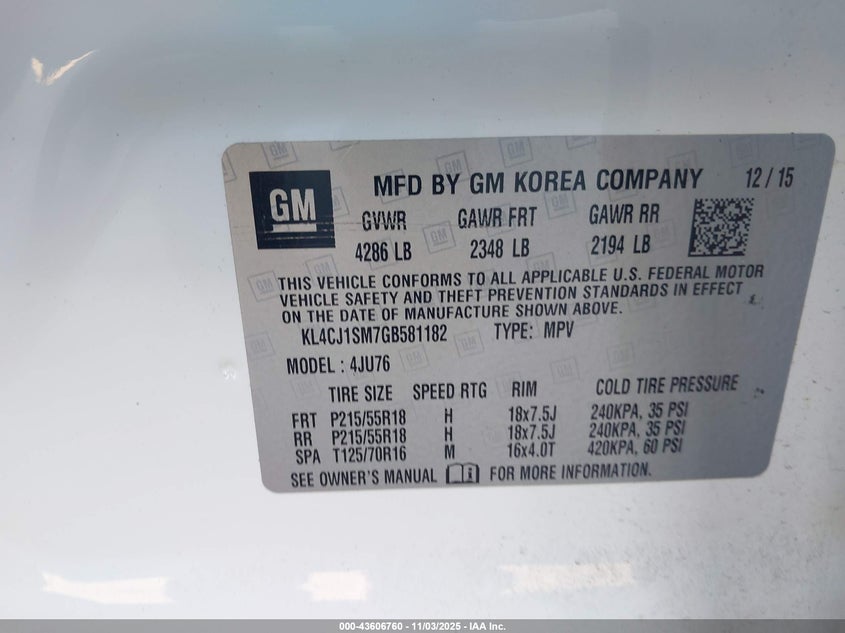 GM
MFD BY GM KOREA COMPANY 12 / 15
GVWR GAWR FRT GAWR RR
4286 LB 2348 LB 2194 LB
THIS VEHICLE CONFORMS TO ALL APPLICABLE U.S. FEDERAL MOTOR
VEHICLE SAFETY AND THEFT PREVENTION STANDARDS IN EFFECT
ON THE DATE OF MANUFACTURE SHOWN ABOVE.
KL4CJ1SM7GB581182 TYPE: MPV
MODEL : 4JU76
TIRE SIZE SPEED RTG RIM COLD TIRE PRESSURE
FRT P215/55R18 H 18x7.5J 240KPA, 35 PSI
RR P215/55R18 H 18x7.5J 240KPA, 35 PSI
SPA T125/70R16 M 16x4.0T 420KPA, 60 PSI
SEE OWNER'S MANUAL FOR MORE INFORMATION.
000-43606760 - 11/03/2025 - IAA Inc.